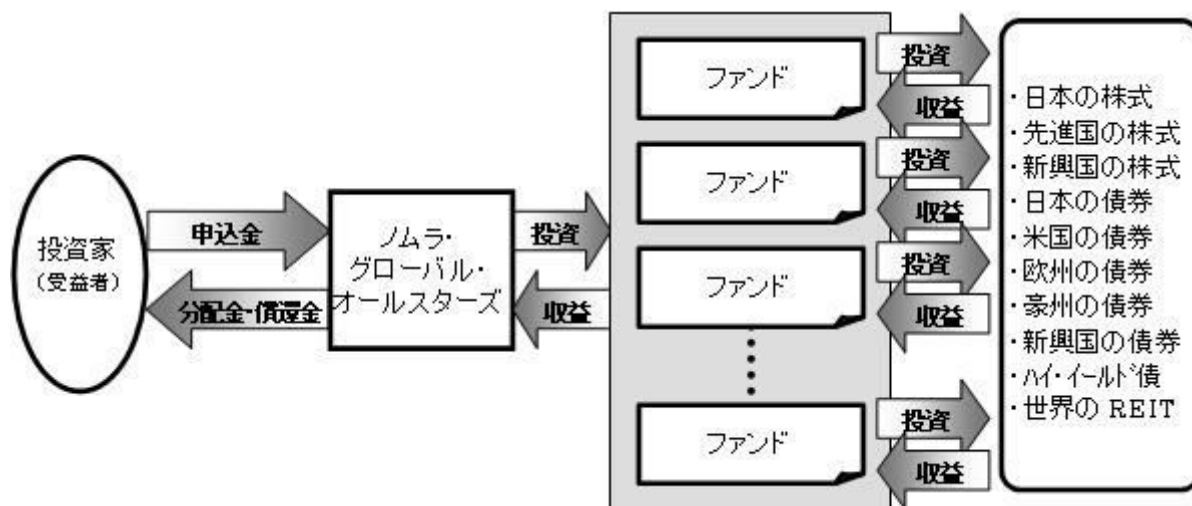 投資家
（受益者）
申込金
分配金・償還金
ノムラ・
グローバル・
オールスターズ
投資
収益
ファンド
投資
収益
ファンド
投資
収益
ファンド
投資
収益
ファンド
投資
収益
・日本の株式
・先進国の株式
・新興国の株式
・日本の債券
・米国の債券
・欧州の債券
・豪州の債券
・新興国の債券
・ハイ・イールド債
・世界の REIT